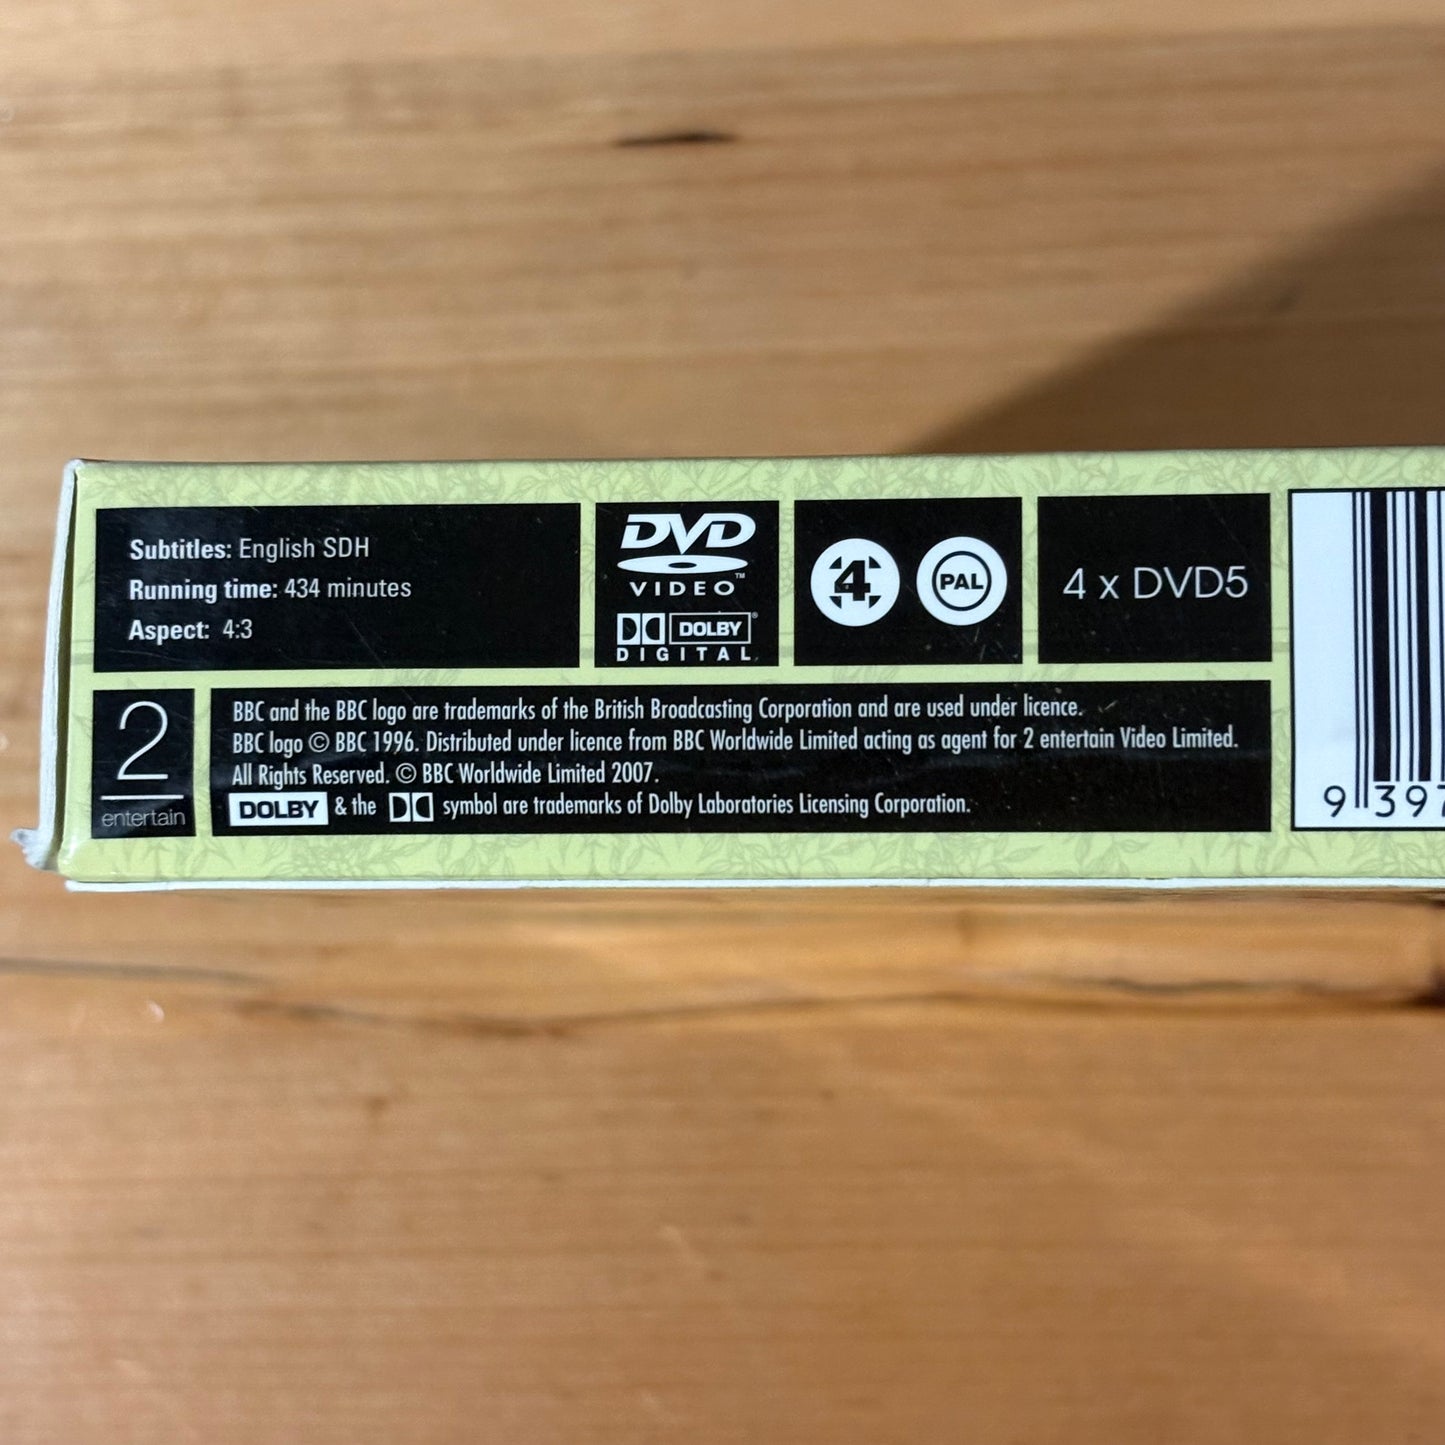 Subtitles: English SDH
Running time: 434 minutes
Aspect: 4:3
DVD
VIDEO™
DOLBY®
DIGITAL
4
PAL
4 x DVD5
2
entertain
BBC and the BBC logo are trademarks of the British Broadcasting Corporation and are used under licence.
BBC logo © BBC 1996. Distributed under licence from BBC Worldwide Limited acting as agent for 2 entertain Video Limited.
All Rights Reserved. © BBC Worldwide Limited 2007.
DOLBY & the symbol are trademarks of Dolby Laboratories Licensing Corporation.
9 397